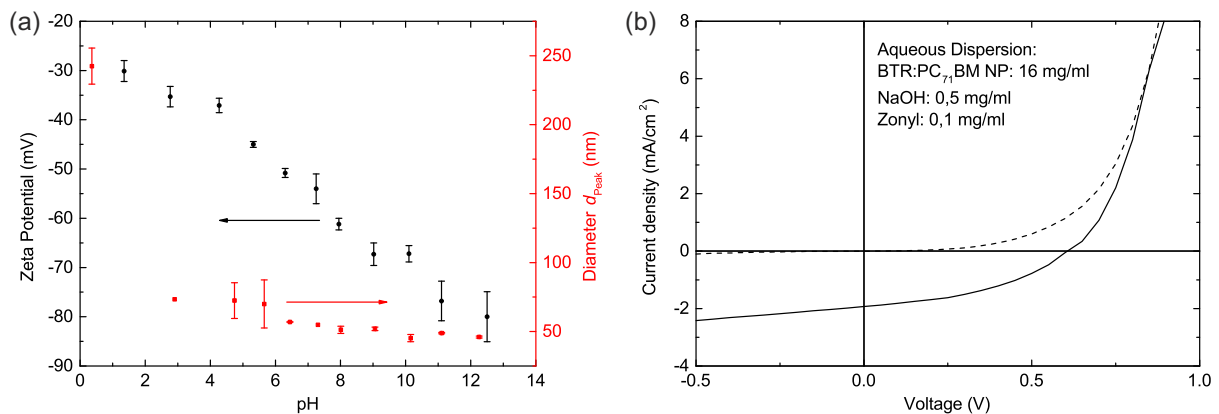 (a)
-20
-30
-40
-50
-60
-70
-80
-90
Zeta Potential (mV)
0 2 4 6 8 10 12 14
pH
250
200
150
100
50
Diameter d_Peak (nm)
(b)
8
6
4
2
0
-2
-4
Current density (mA/cm²)
Aqueous Dispersion:
BTR:PC₇₁BM NP: 16 mg/ml
NaOH: 0,5 mg/ml
Zonyl: 0,1 mg/ml
-0.5 0.0 0.5 1.0
Voltage (V)